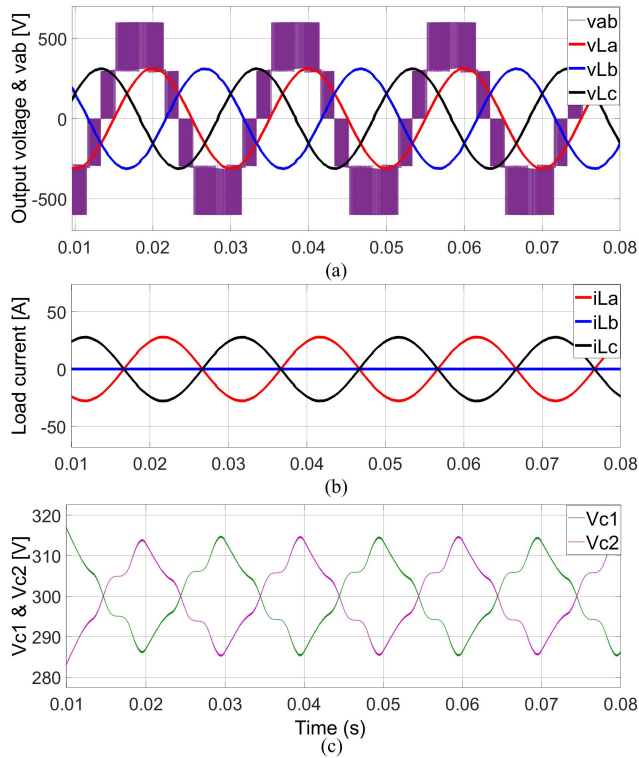 Output voltage & vab [V]
500
0
-500
vab
vLa
vLb
vLc
0.01 0.02 0.03 0.04 0.05 0.06 0.07 0.08
(a)
Load current [A]
50
0
-50
iLa
iLb
iLc
0.01 0.02 0.03 0.04 0.05 0.06 0.07 0.08
(b)
Vc1 & Vc2 [V]
320
310
300
290
280
Vc1
Vc2
0.01 0.02 0.03 0.04 0.05 0.06 0.07 0.08
Time (s)
(c)